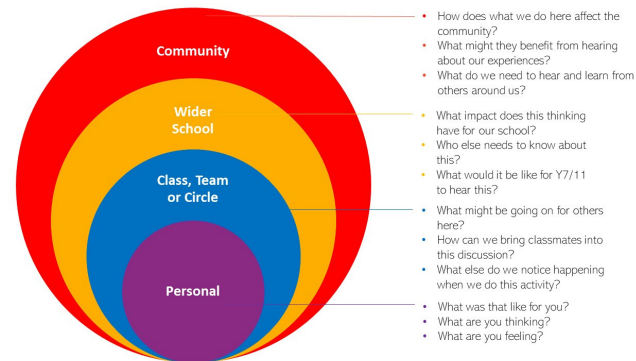 Community
Wider
School
Class, Team
or Circle
Personal
• How does what we do here affect the
community?
• What might they benefit from hearing
about our experiences?
• What do we need to hear and learn from
others around us?
• What impact does this thinking
have for our school?
• Who else needs to know about
this?
• What would it be like for Y7/11
to hear this?
• What might be going on for others
here?
• How can we bring classmates into
this discussion?
• What else do we notice happening
when we do this activity?
• What was that like for you?
• What are you thinking?
• What are you feeling?